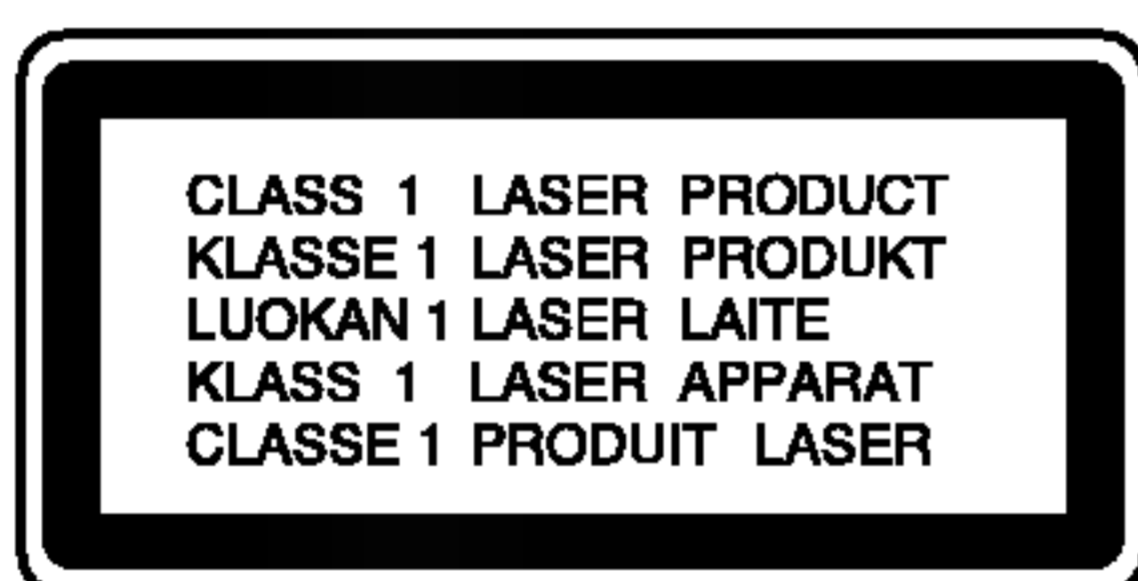 CLASS 1 LASER PRODUCT
KLASSE 1 LASER PRODUKT
LUOKAN 1 LASER LAITE
KLASS 1 LASER APPARAT
CLASSE 1 PRODUIT LASER